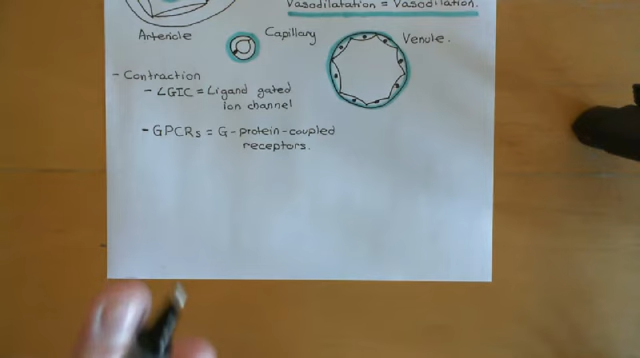 Vasodilatation = Vasodilation.
Arteriole
Capillary
Venule.
- Contraction
- LGIC = Ligand gated
ion channel
- GPCRs = G-protein-coupled
receptors.